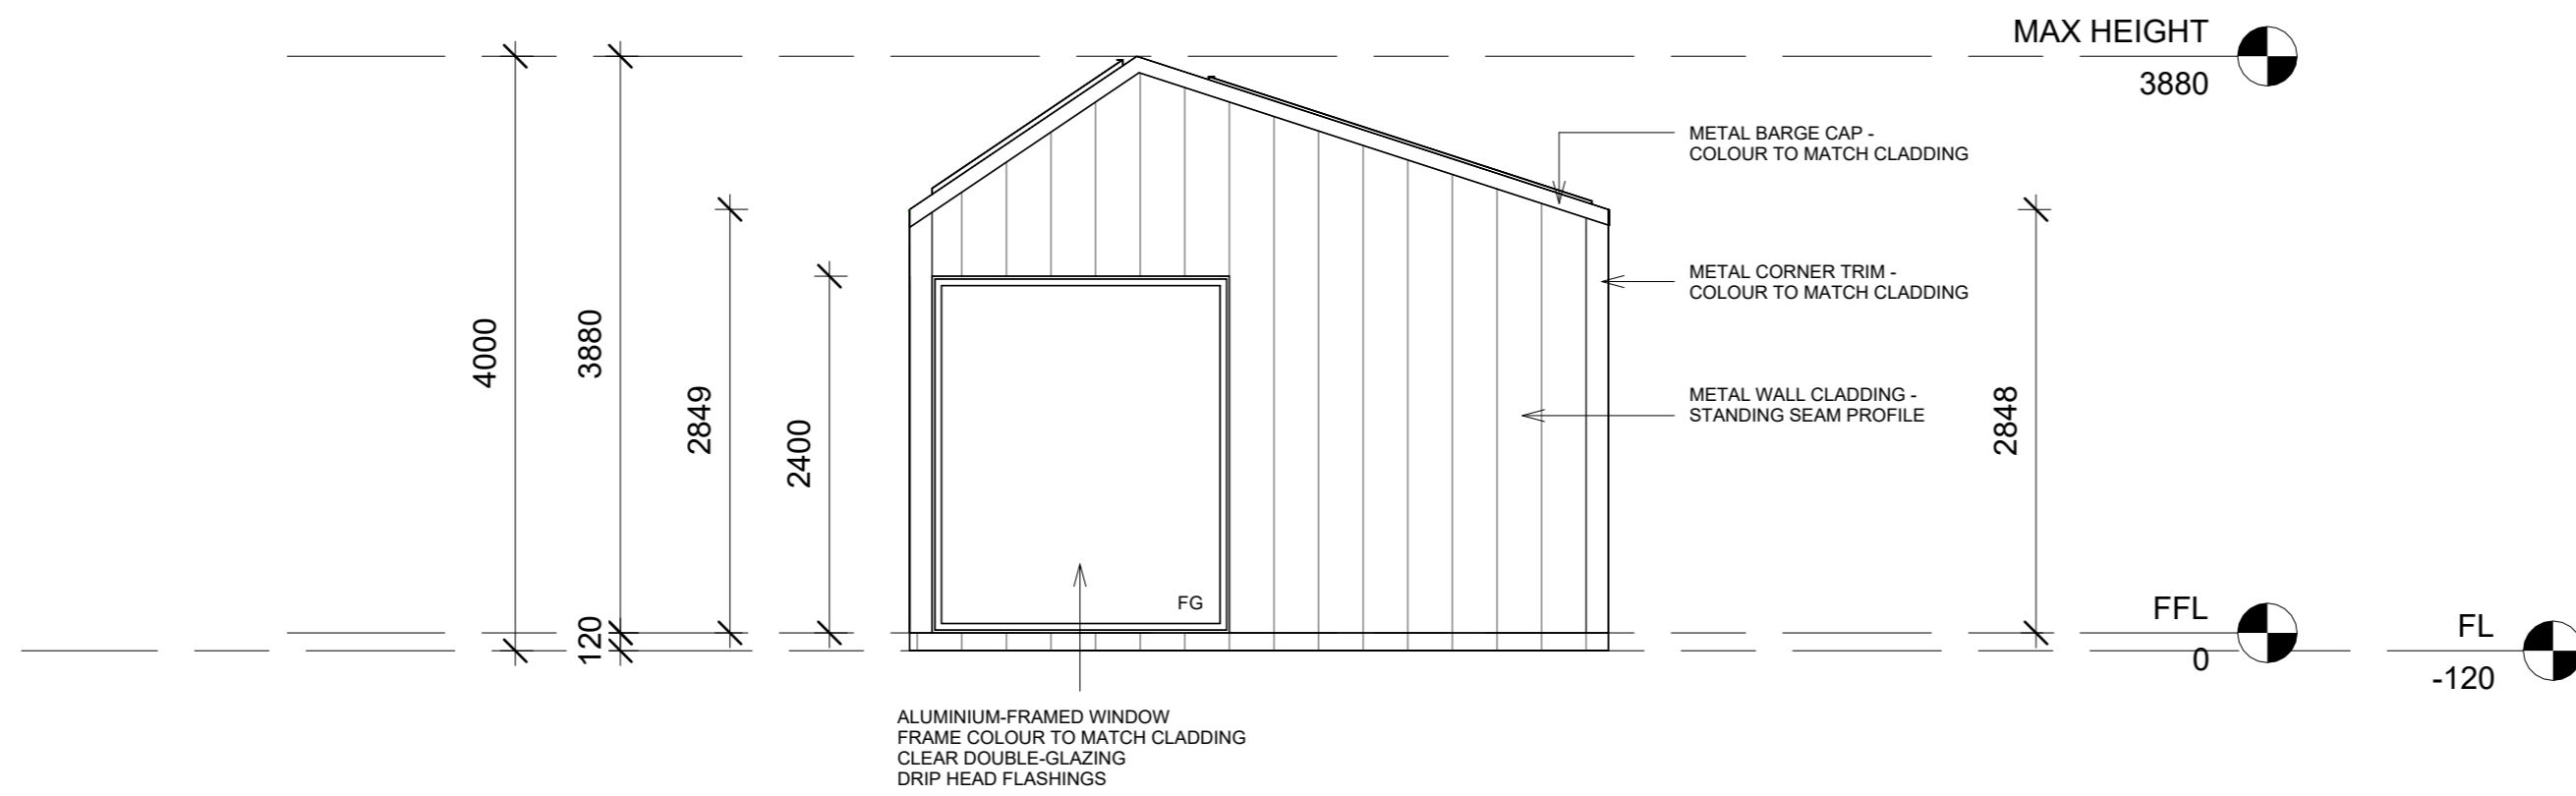 MAX HEIGHT
3880
METAL BARGE CAP -
COLOUR TO MATCH CLADDING
METAL CORNER TRIM -
COLOUR TO MATCH CLADDING
METAL WALL CLADDING -
STANDING SEAM PROFILE
4000
3880
2849
2400
2848
120
FG
FFL
0
FL
-120
ALUMINIUM-FRAMED WINDOW
FRAME COLOUR TO MATCH CLADDING
CLEAR DOUBLE-GLAZING
DRIP HEAD FLASHINGS